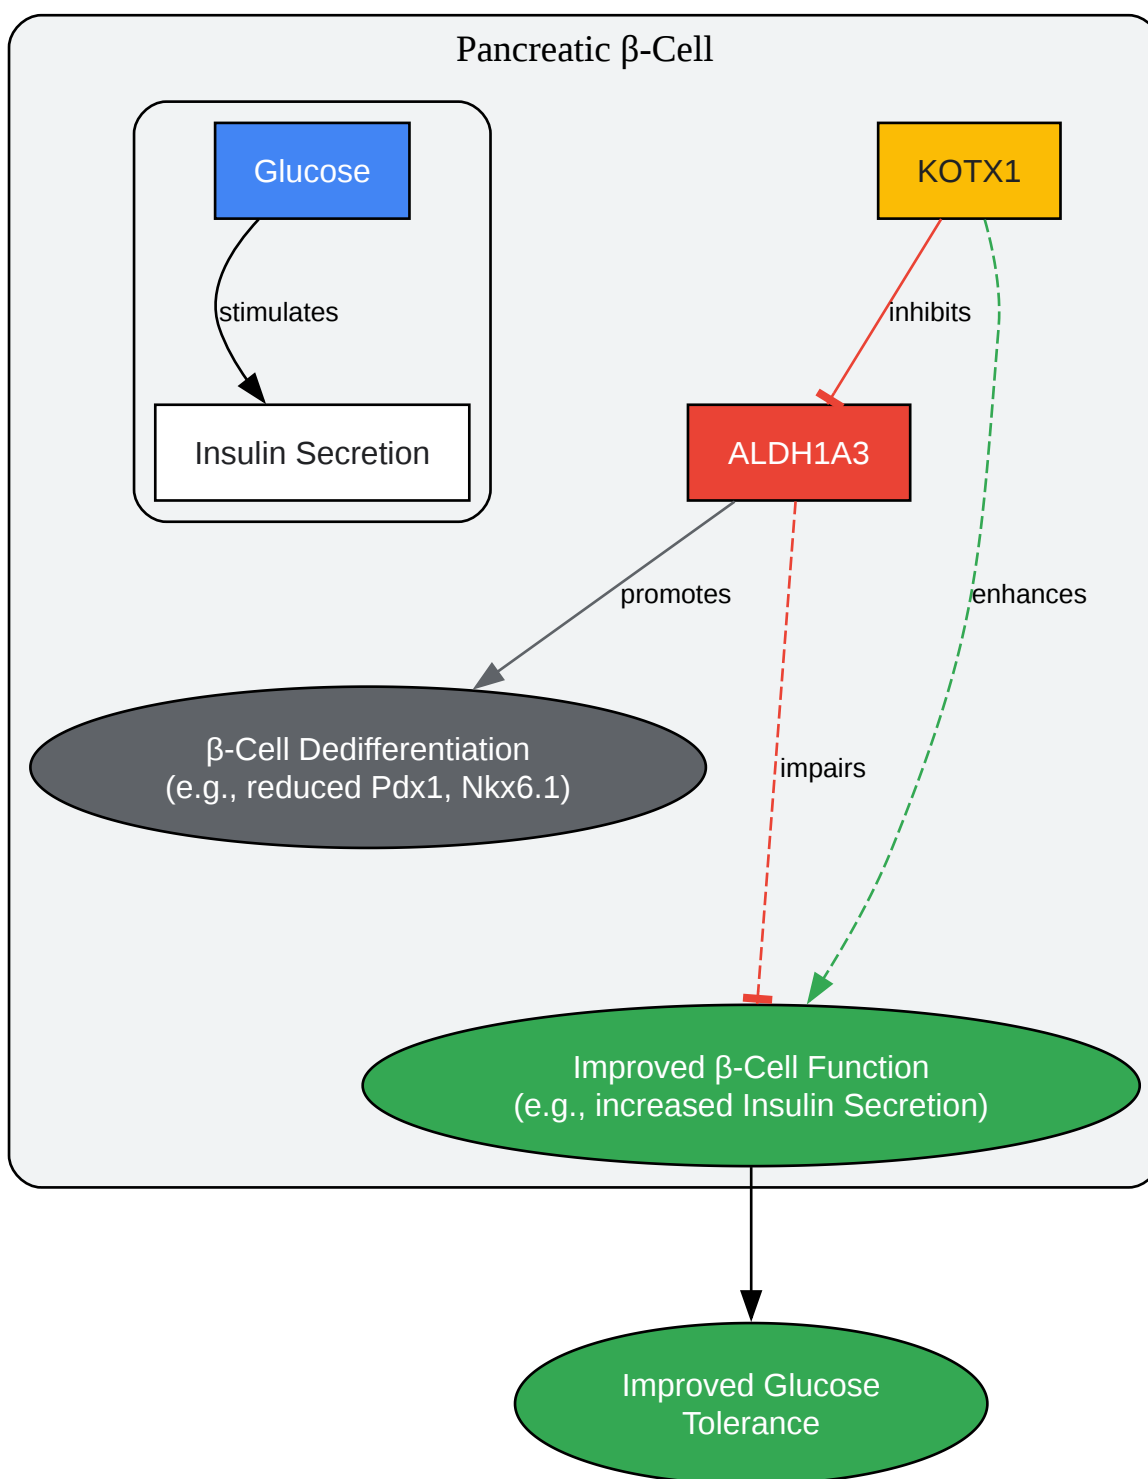 Pancreatic β-Cell
Glucose
KOTX1
stimulates
inhibits
Insulin Secretion
ALDH1A3
promotes
enhances
β-Cell Dedifferentiation
(e.g., reduced Pdx1, Nkx6.1)
impairs
Improved β-Cell Function
(e.g., increased Insulin Secretion)
Improved Glucose
Tolerance